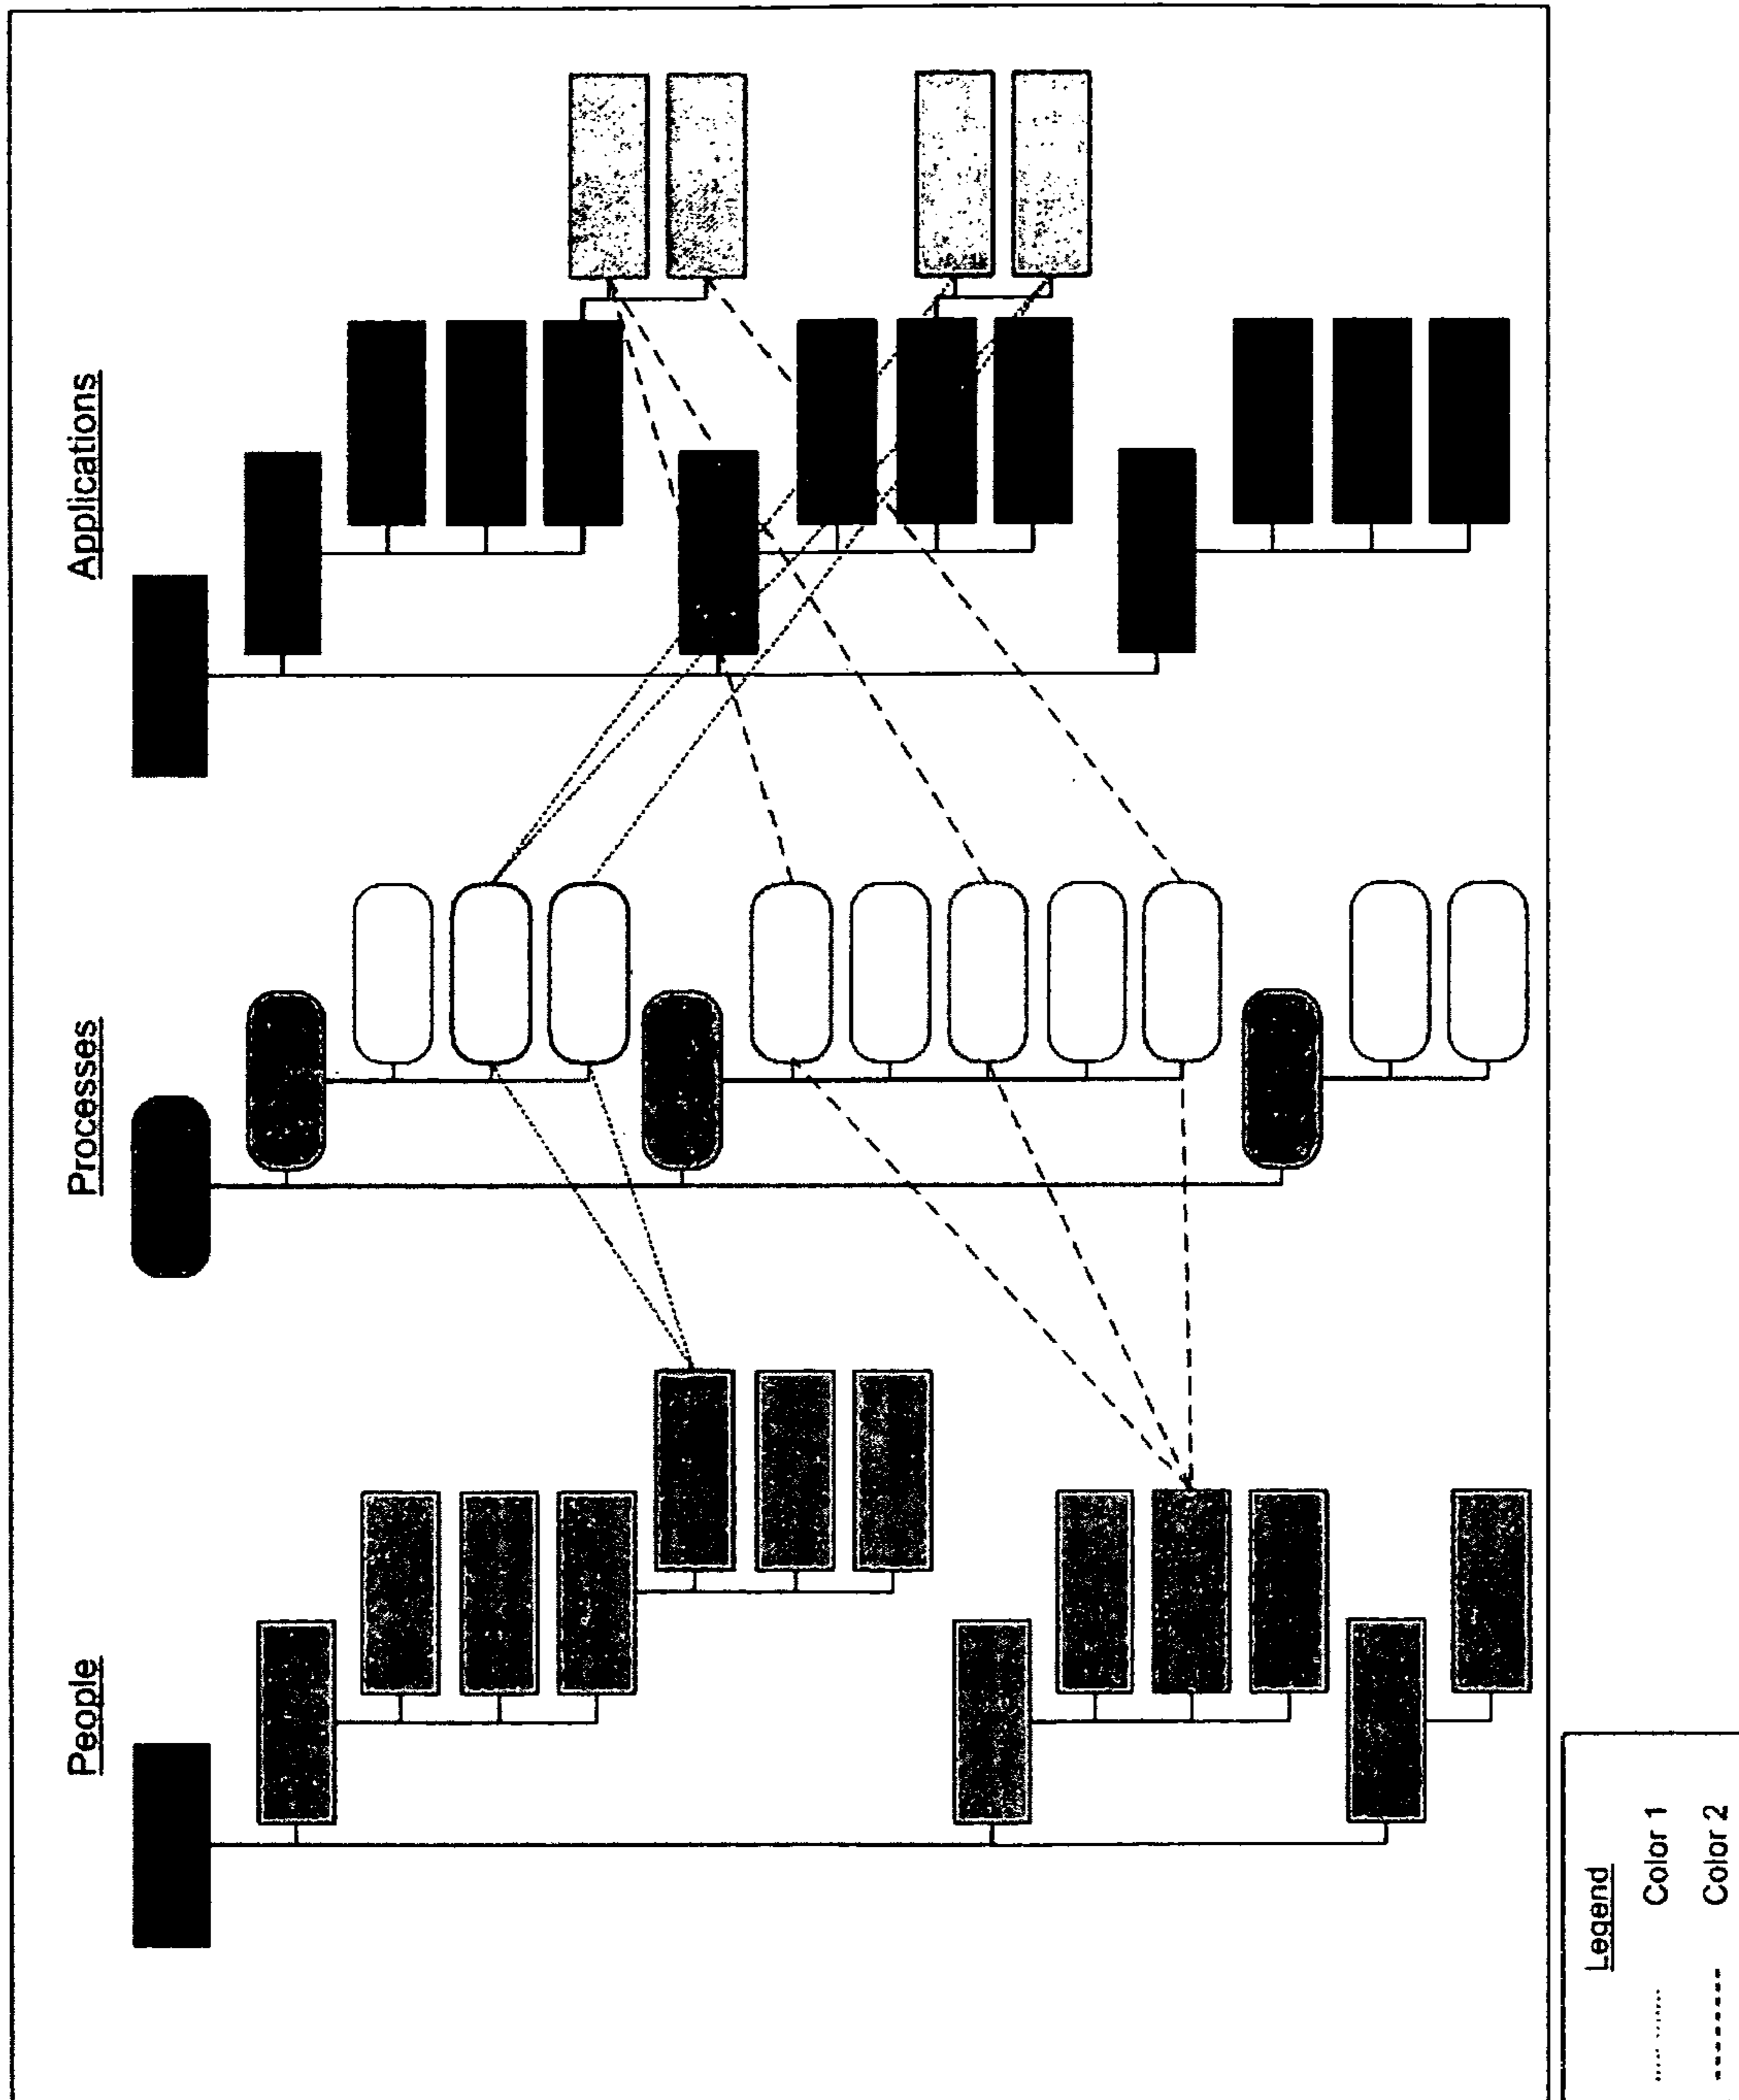 People
Processes
Applications
Legend
Color 1
Color 2